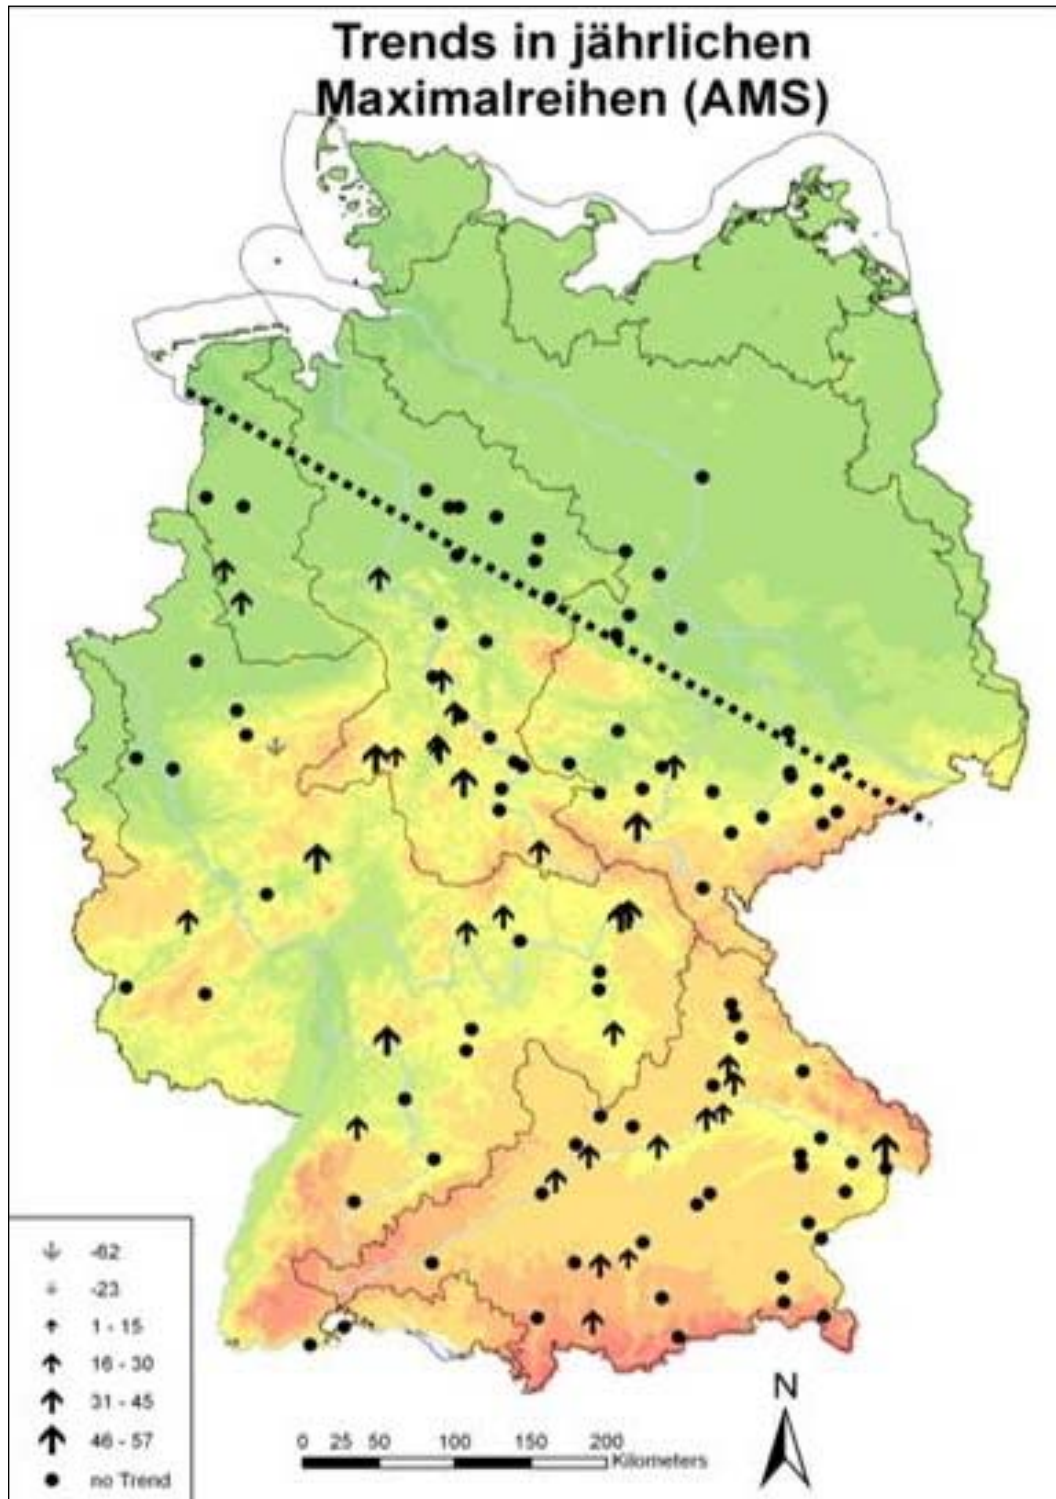 Trends in jährlichen
Maximalreihen (AMS)
-62
-23
1 - 15
16 - 30
31 - 45
46 - 57
no Trend
0 25 50 100 150 200
Kilometers
N